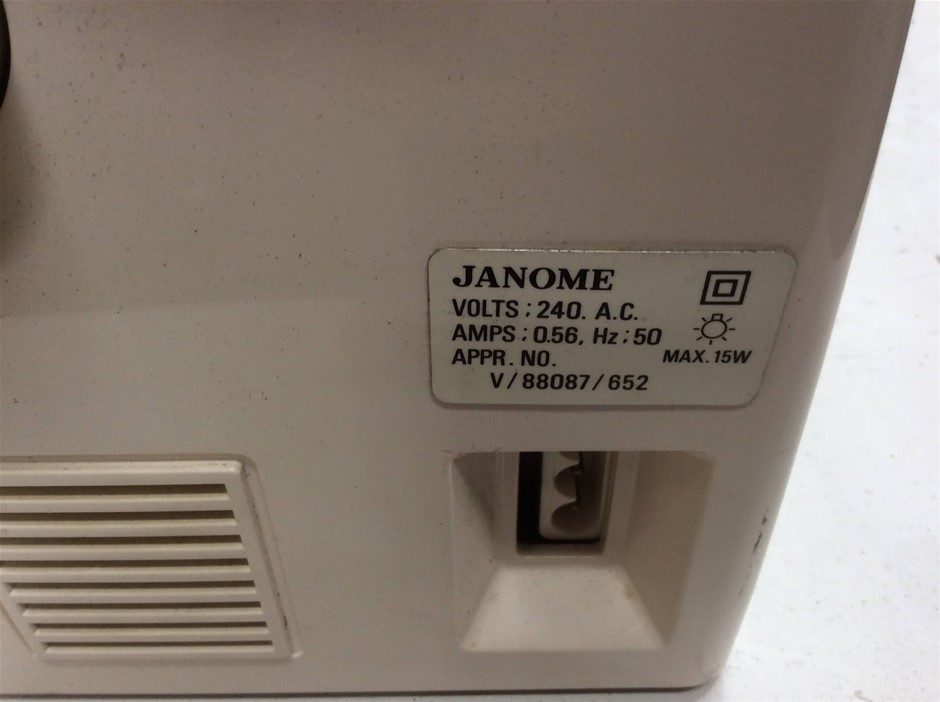 JANOME
VOLTS : 240. A.C.
AMPS : 0.56, Hz : 50
APPR. NO.
MAX. 15W
V/88087/652